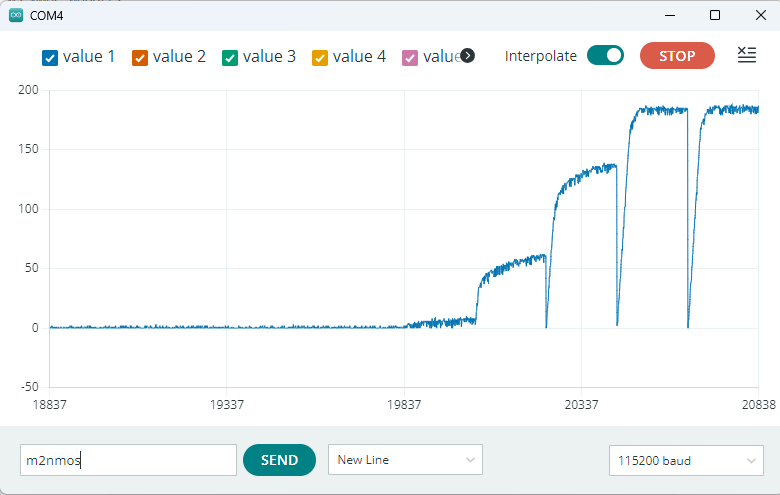 COM4
value 1 value 2 value 3 value 4 value Interpolate STOP
200
150
100
50
0
-50
18837 19337 19837 20337 20838
m2nmos SEND New Line 115200 baud